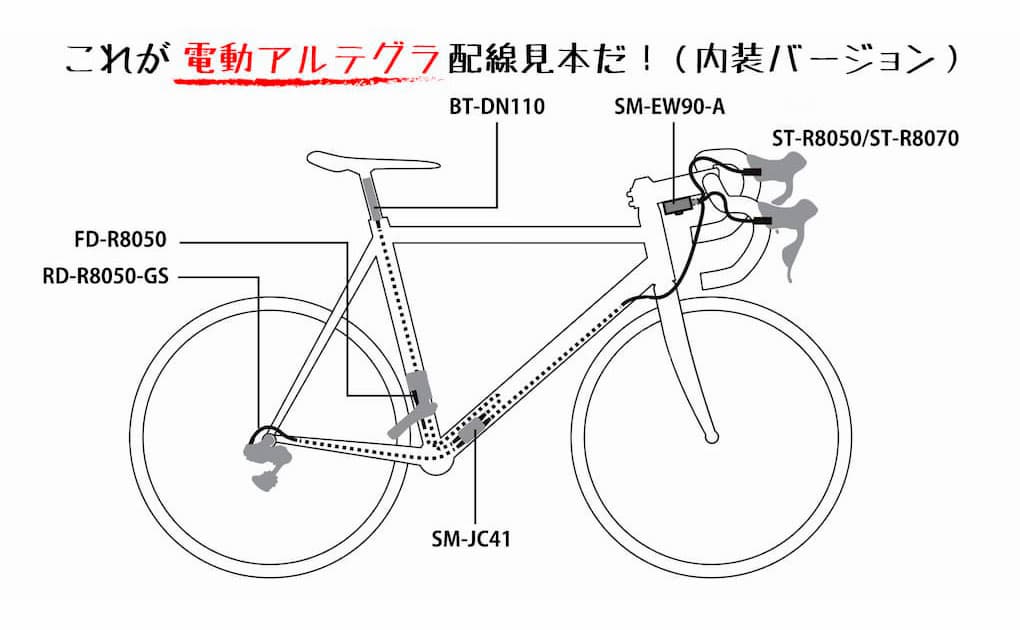 これが 電動アルテグラ 配線見本だ！（内装バージョン）
BT-DN110
SM-EW90-A
ST-R8050/ST-R8070
FD-R8050
RD-R8050-GS
SM-JC41